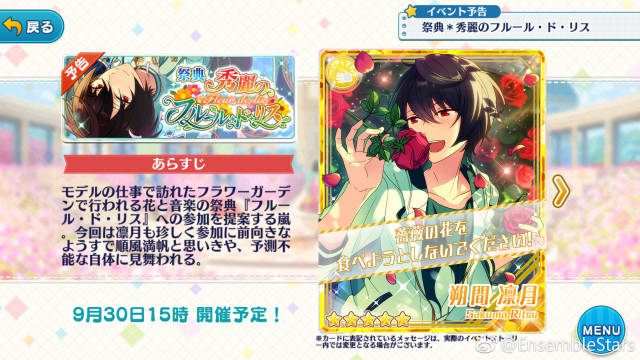 戻る
イベント予告
祭典＊秀麗のフルール・ド・リス
予告
祭典
秀麗の
Fleur de lis
フルール・ド・リス
あらすじ
モデルの仕事で訪れたフラワーガーデ
ンで行われる花と音楽の祭典『フルー
ル・ド・リス』への参加を提案する嵐
。今回は凛月も珍しく参加に前向きな
ようすで順風満帆と思いきや、予測不
能な自体に見舞われる。
9月30日15時 開催予定！
薔薇の花を
食べようとしないでください!
朔間 凛月
Sakuma Ritsu
※カードに表記されているメッセージは、実際のイベントストーリ
ー内では変更となる場合がございます。
MENU
@EnsembleStars